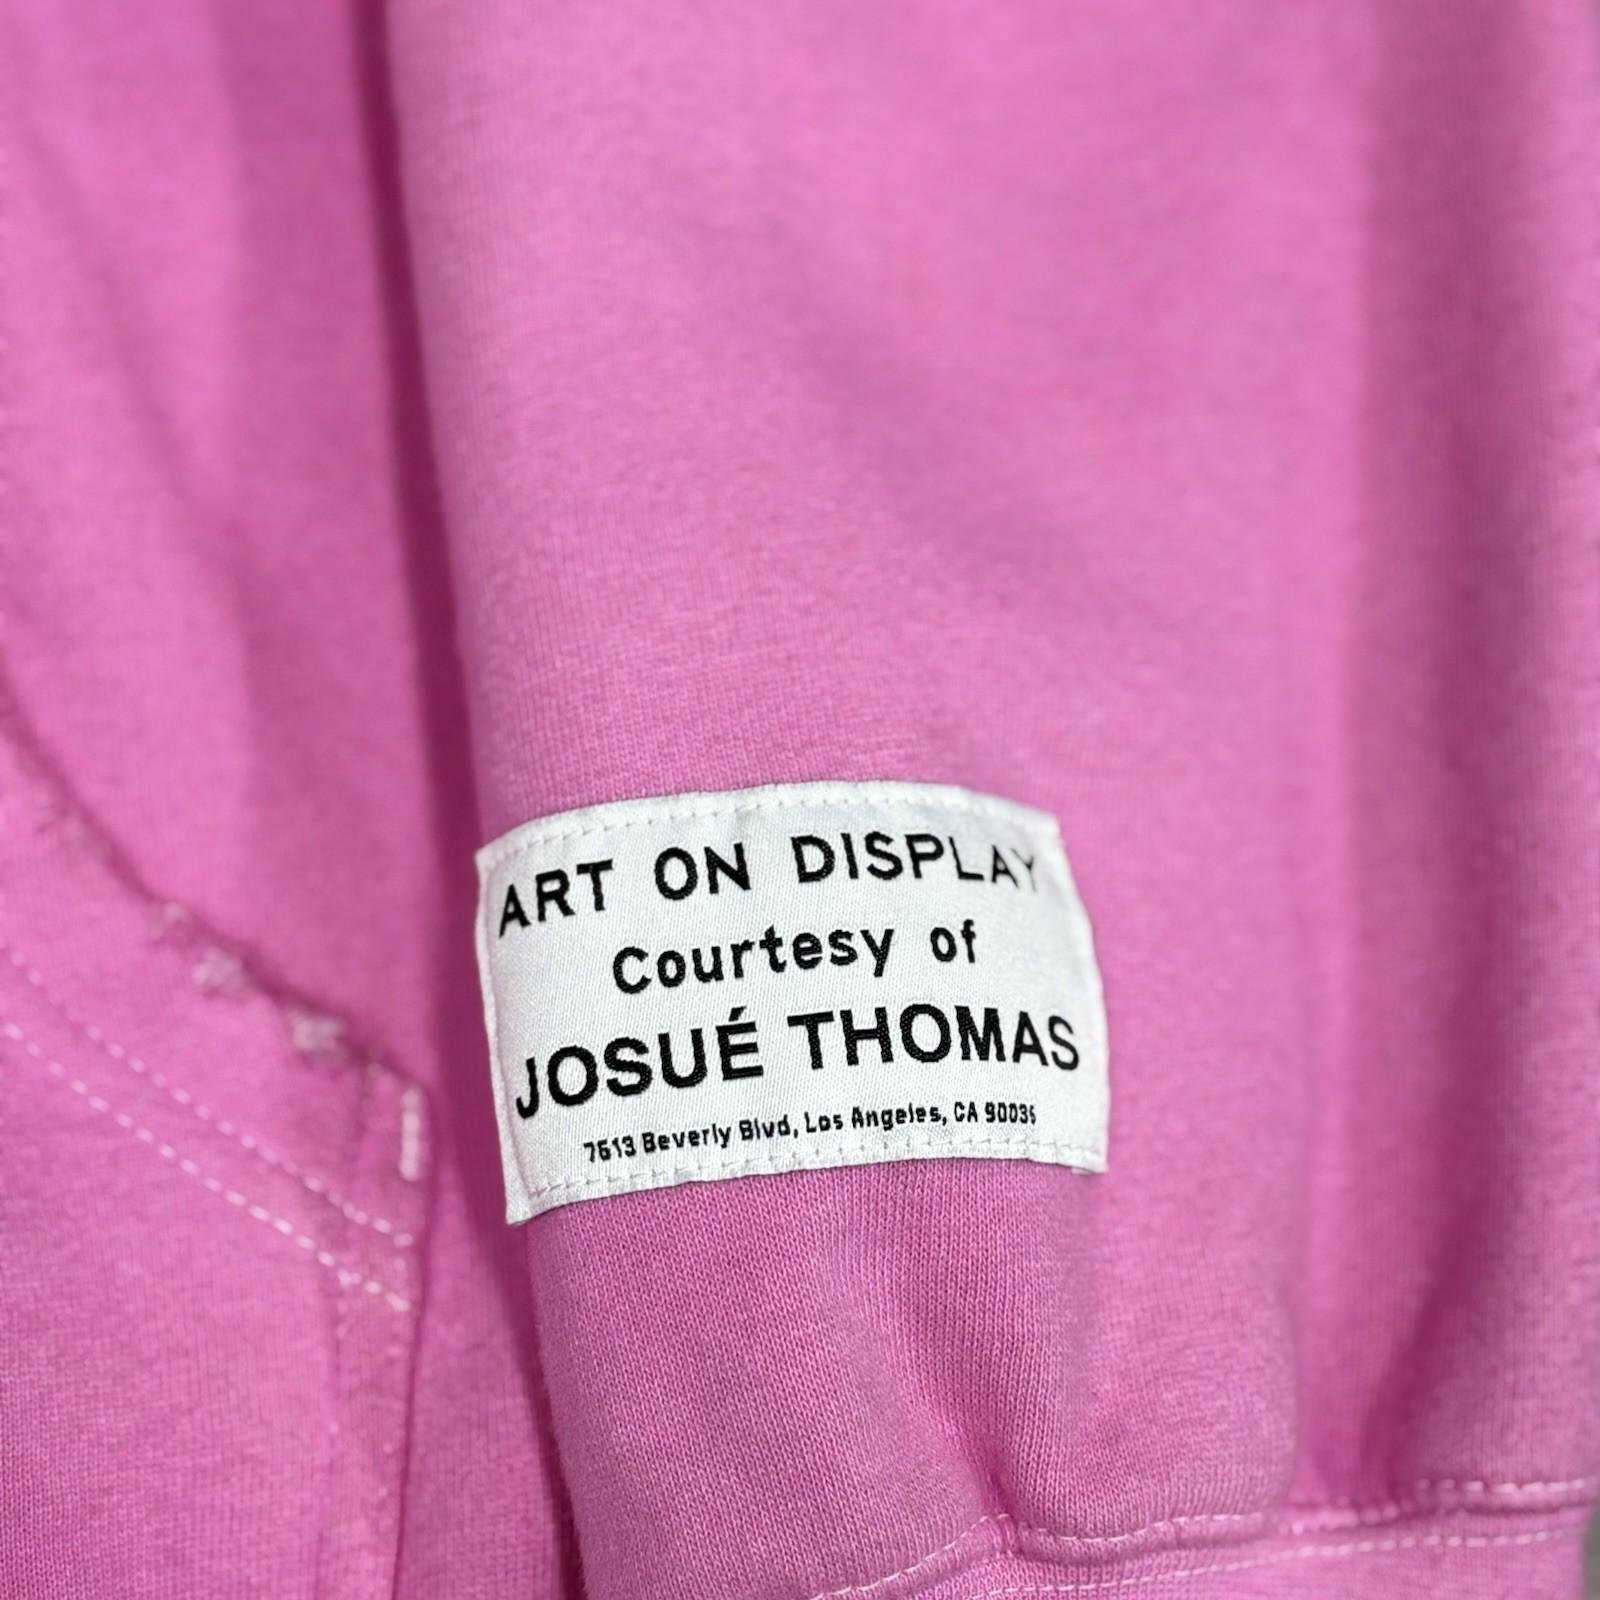 ART ON DISPLAY
Courtesy of
JOSUÉ THOMAS
7613 Beverly Blvd, Los Angeles, CA 90036